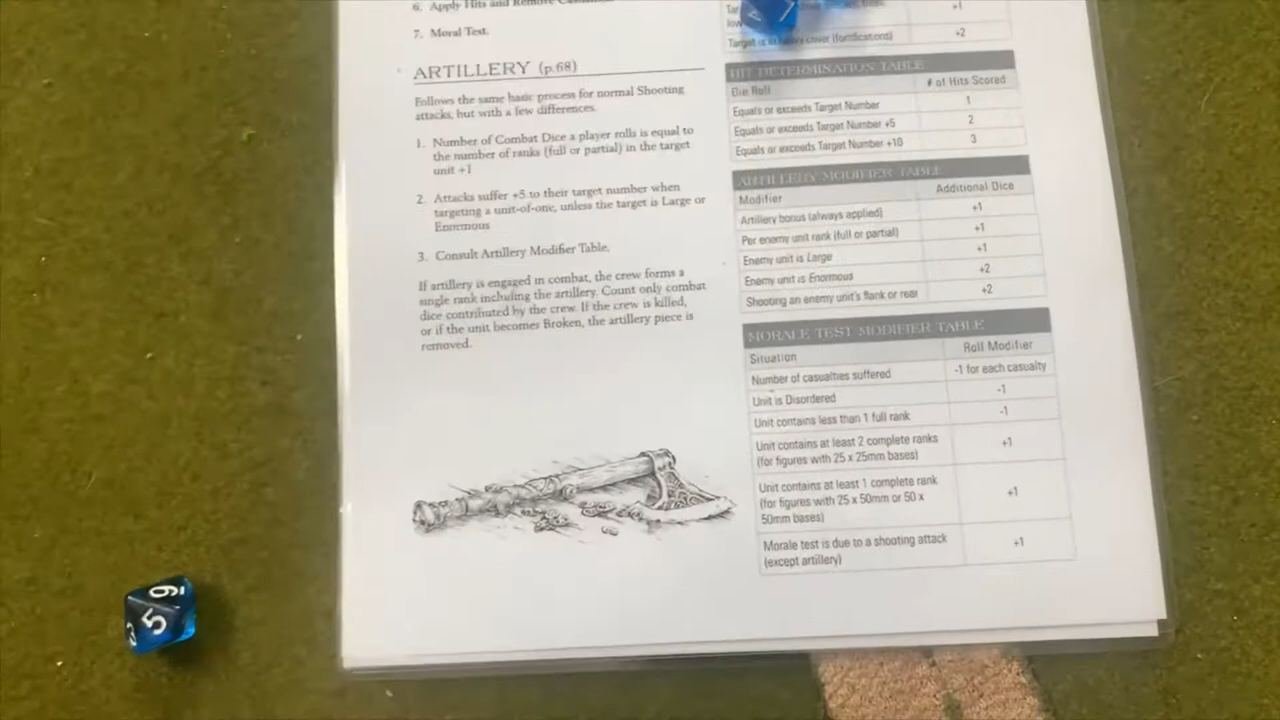 6. Apply Hits and Remove
7. Moral Test.
ARTILLERY (p.68)
Follows the same basic process for normal Shooting
attacks, but with a few differences.
1. Number of Combat Dice a player rolls is equal to
the number of ranks (full or partial) in the target
unit +1
2. Attacks suffer +5 to their target number when
targeting a unit-of-one, unless the target is Large or
Enormous
3. Consult Artillery Modifier Table.
If artillery is engaged in combat, the crew forms a
single rank including the artillery. Count only combat
dice contributed by the crew. If the crew is killed,
or if the unit becomes Broken, the artillery piece is
removed.
+1
Target is in heavy cover (fortifications) +2
HIT DETERMINATION TABLE
Die Roll # of Hits Scored
Equals or exceeds Target Number 1
Equals or exceeds Target Number +5 2
Equals or exceeds Target Number +10 3
ARTILLERY MODIFIER TABLE
Modifier Additional Dice
Artillery bonus (always applied) +1
Per enemy unit rank (full or partial) +1
Enemy unit is Large +1
Enemy unit is Enormous +2
Shooting an enemy unit's flank or rear +2
MORALE TEST MODIFIER TABLE
Situation Roll Modifier
Number of casualties suffered -1 for each casualty
Unit is Disordered -1
Unit contains less than 1 full rank -1
Unit contains at least 2 complete ranks +1
(for figures with 25 x 25mm bases)
Unit contains at least 1 complete rank
(for figures with 25 x 50mm or 50 x +1
50mm bases)
Morale test is due to a shooting attack +1
(except artillery)
7
9
5